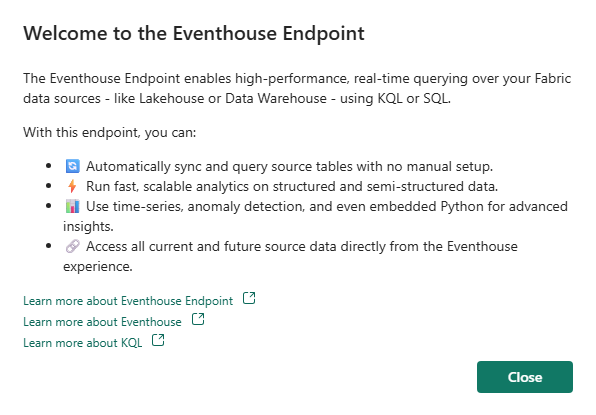 Welcome to the Eventhouse Endpoint
The Eventhouse Endpoint enables high-performance, real-time querying over your Fabric
data sources - like Lakehouse or Data Warehouse - using KQL or SQL.
With this endpoint, you can:
• 🔄 Automatically sync and query source tables with no manual setup.
• ⚡ Run fast, scalable analytics on structured and semi-structured data.
• 📊 Use time-series, anomaly detection, and even embedded Python for advanced
insights.
• 🔗 Access all current and future source data directly from the Eventhouse
experience.
Learn more about Eventhouse Endpoint
Learn more about Eventhouse
Learn more about KQL
Close